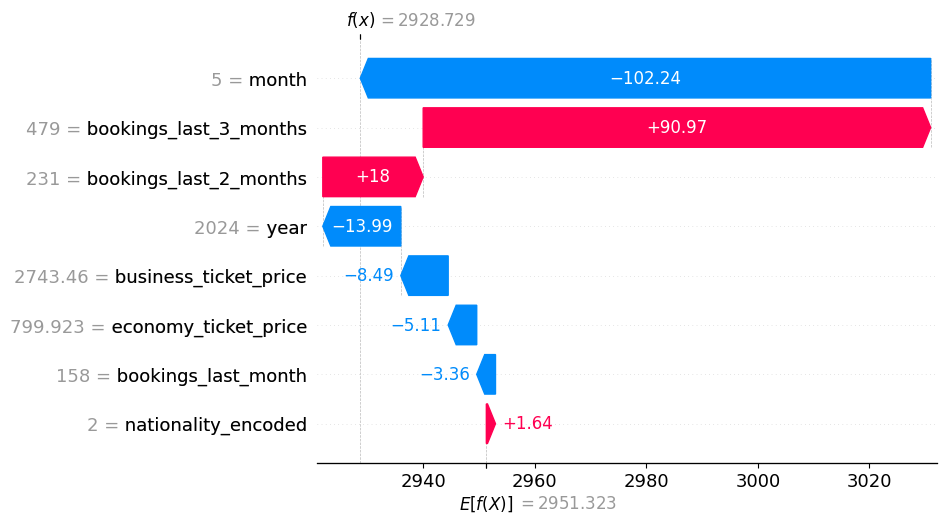 f(x) = 2928.729
5 = month
−102.24
479 = bookings_last_3_months
+90.97
231 = bookings_last_2_months
+18
2024 = year
−13.99
2743.46 = business_ticket_price
−8.49
799.923 = economy_ticket_price
−5.11
158 = bookings_last_month
−3.36
2 = nationality_encoded
+1.64
2940 2960 2980 3000 3020
E[f(X)] = 2951.323